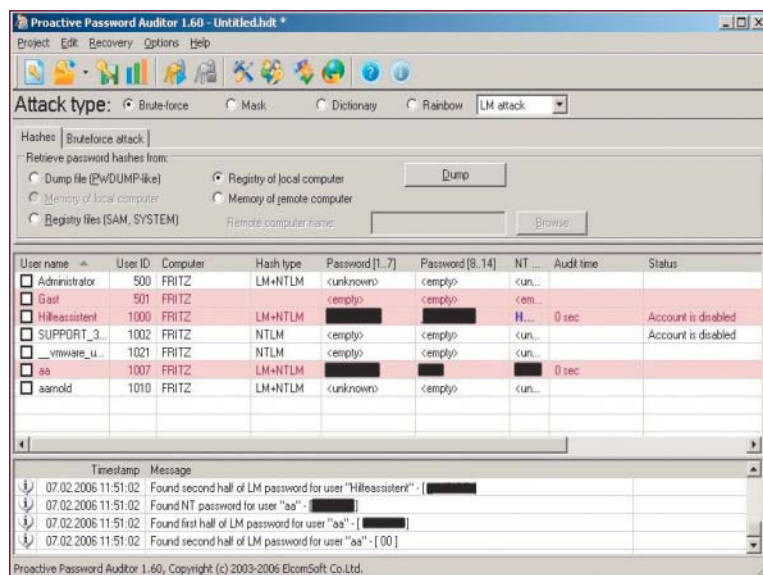 Proactive Password Auditor 1.60 - Untitled.hdt *
Project Edit Recovery Options Help
Attack type: Brute-force Mask Dictionary Rainbow LM attack
Hashes Bruteforce attack
Retrieve password hashes from:
Dump file (PWDUMP-like) Registry of local computer Dump
Memory of local computer Memory of remote computer
Registry files (SAM, SYSTEM) Remote computer name: Browse
User name User ID Computer Hash type Password [1..7] Password [8..14] NT ... Audit time Status
Administrator 500 FRITZ LM+NTLM <unknown> <empty> <un...
Gast 501 FRITZ <empty> <empty> <em...
Hilfeassistent 1000 FRITZ LM+NTLM H... 0 sec Account is disabled
SUPPORT_3... 1002 FRITZ NTLM <empty> <empty> <un... Account is disabled
__vmware_u... 1021 FRITZ NTLM <empty> <empty> <un...
aa 1007 FRITZ LM+NTLM 0 sec
aarnold 1010 FRITZ LM+NTLM <unknown> <empty> <un...
Timestamp Message
07.02.2006 11:51:02 Found second half of LM password for user "Hilfeassistent" - [
07.02.2006 11:51:02 Found NT password for user "aa" - [ ]
07.02.2006 11:51:02 Found first half of LM password for user "aa" - [ ]
07.02.2006 11:51:02 Found second half of LM password for user "aa" - [ 00 ]
Proactive Password Auditor 1.60, Copyright (c) 2003-2006 ElcomSoft Co.Ltd.